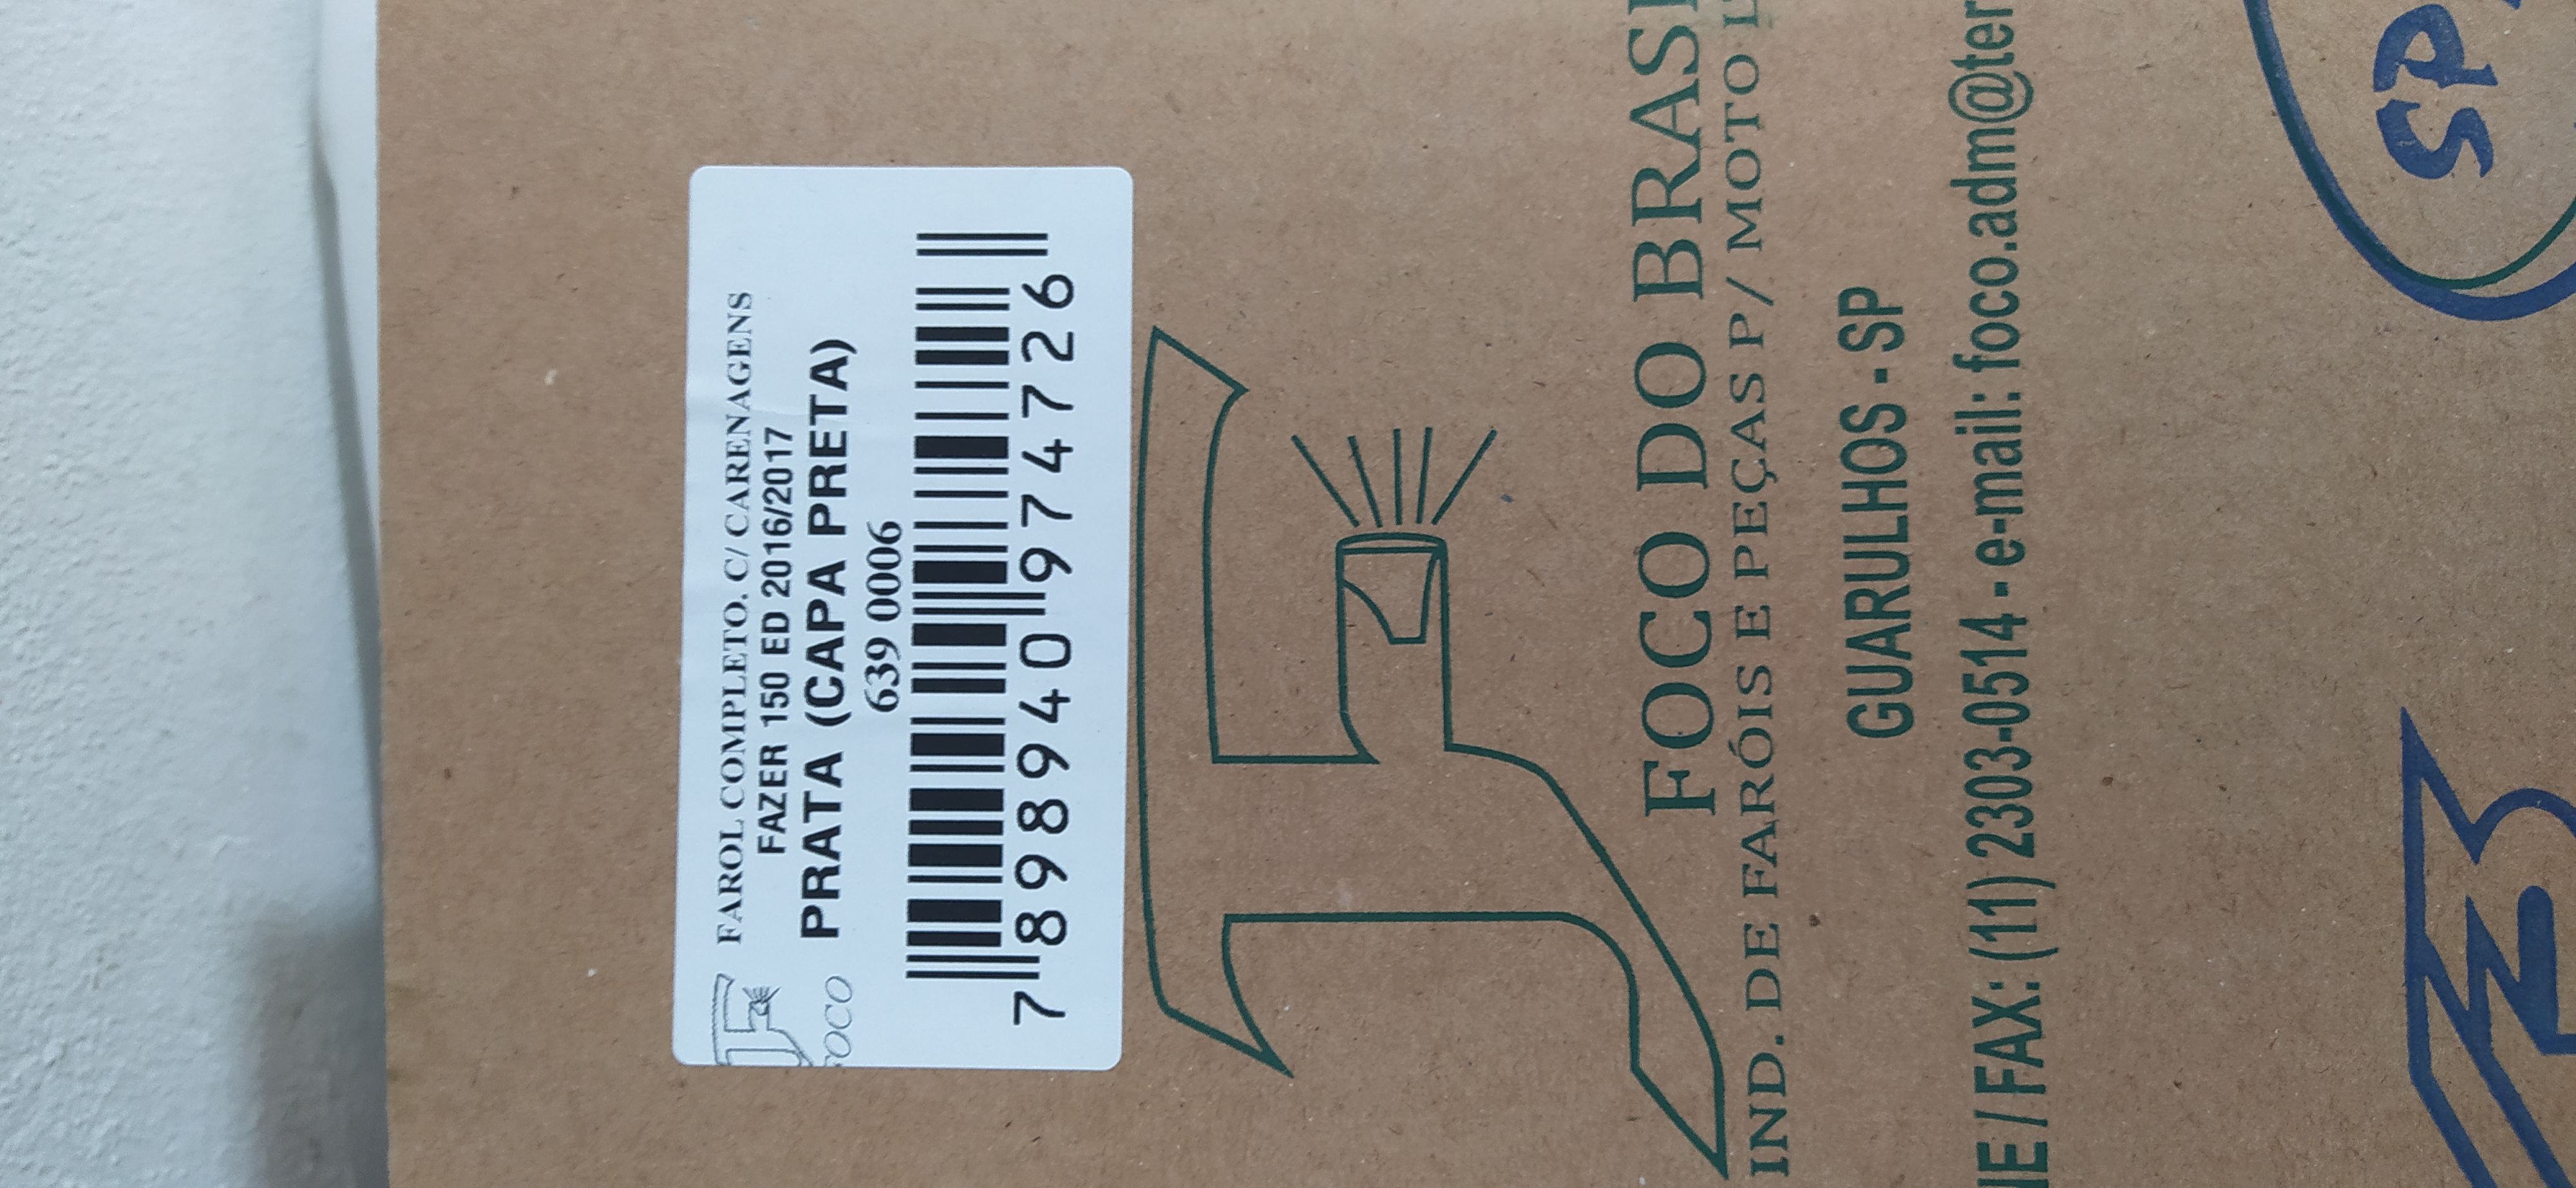 FAROL COMPLETO. C/ CARENAGENS
FAZER 150 ED 2016/2017
PRATA (CAPA PRETA)
639 0006
FOCO
7 898940 974726
FOCO DO BRASI
IND. DE FARÓIS E PEÇAS P/ MOTO L
GUARULHOS - SP
NE / FAX: (11) 2303-0514 - e-mail: foco.adm@ter